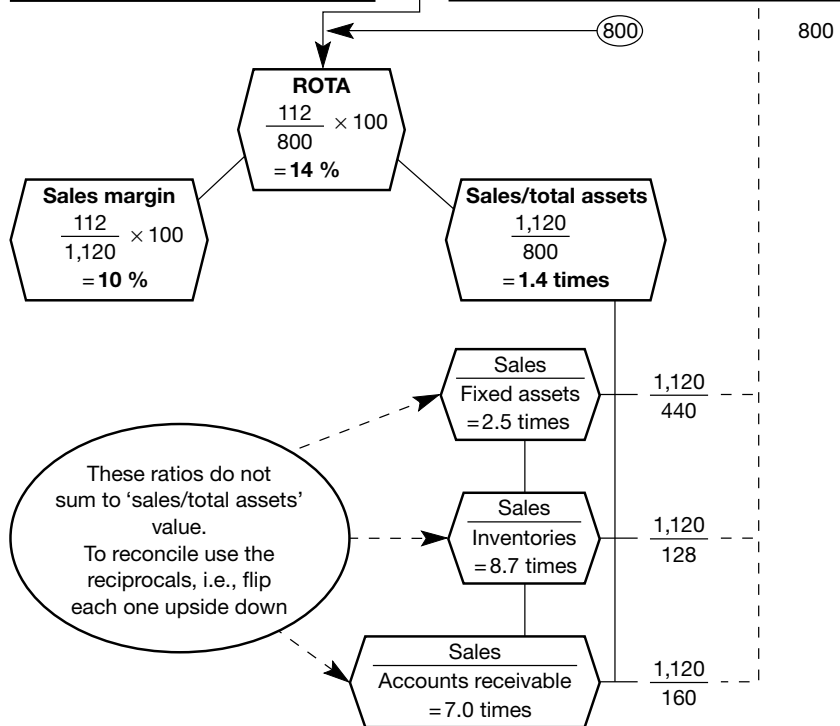 800
800
ROTA
112
800
× 100
= 14 %
Sales margin
112
1,120
× 100
= 10 %
Sales/total assets
1,120
800
= 1.4 times
Sales
Fixed assets
= 2.5 times
1,120
440
These ratios do not
sum to ‘sales/total assets’
value.
To reconcile use the
reciprocals, i.e., flip
each one upside down
Sales
Inventories
= 8.7 times
1,120
128
Sales
Accounts receivable
= 7.0 times
1,120
160